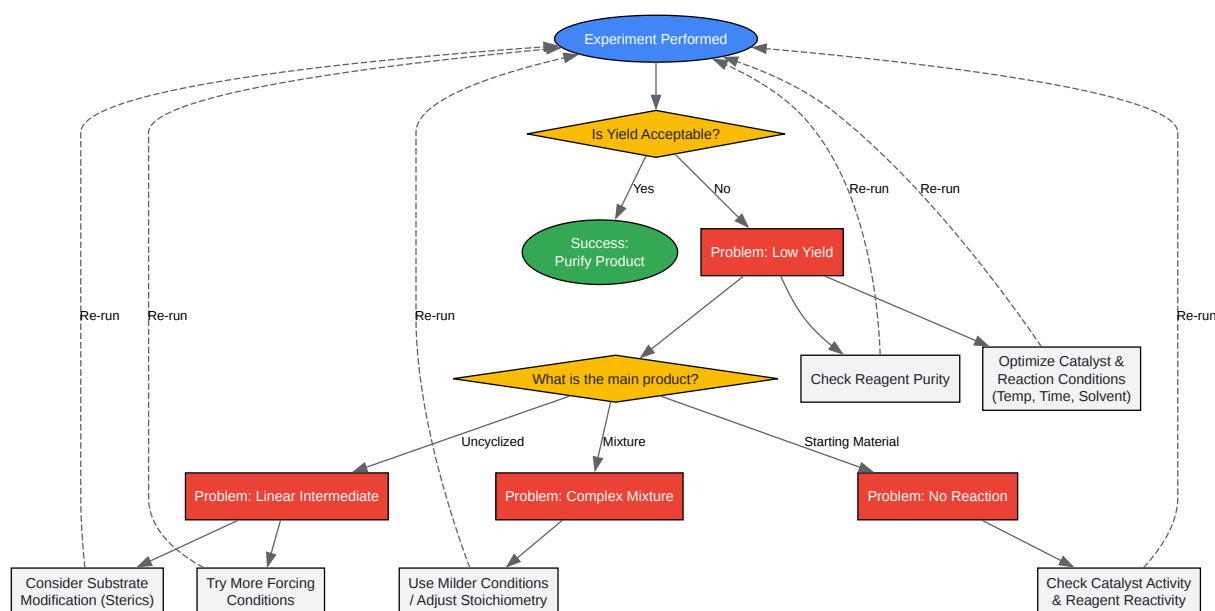 Experiment Performed
Is Yield Acceptable?
Yes
No
Re-run
Re-run
Success:
Purify Product
Problem: Low Yield
Re-run
Re-run
Re-run
Re-run
What is the main product?
Check Reagent Purity
Optimize Catalyst &
Reaction Conditions
(Temp, Time, Solvent)
Uncyclized
Mixture
Starting Material
Problem: Linear Intermediate
Problem: Complex Mixture
Problem: No Reaction
Consider Substrate
Modification (Sterics)
Try More Forcing
Conditions
Use Milder Conditions
/ Adjust Stoichiometry
Check Catalyst Activity
& Reagent Reactivity